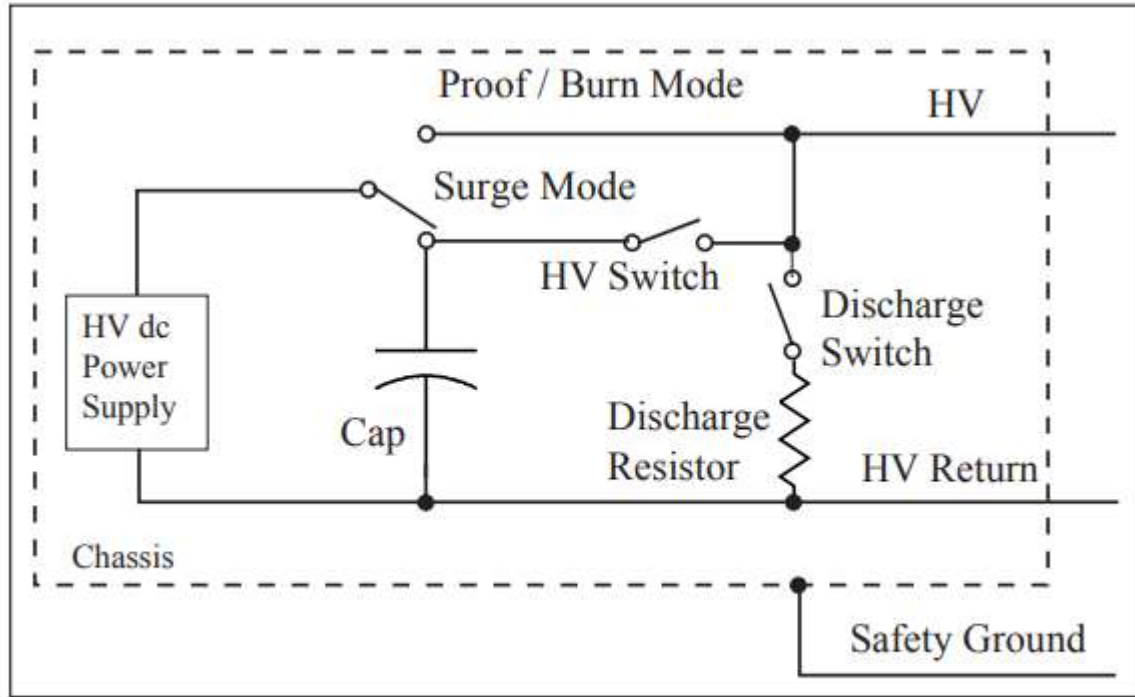 Proof / Burn Mode
HV
Surge Mode
HV Switch
HV dc
Power
Supply
Discharge
Switch
Cap
Discharge
Resistor
HV Return
Chassis
Safety Ground